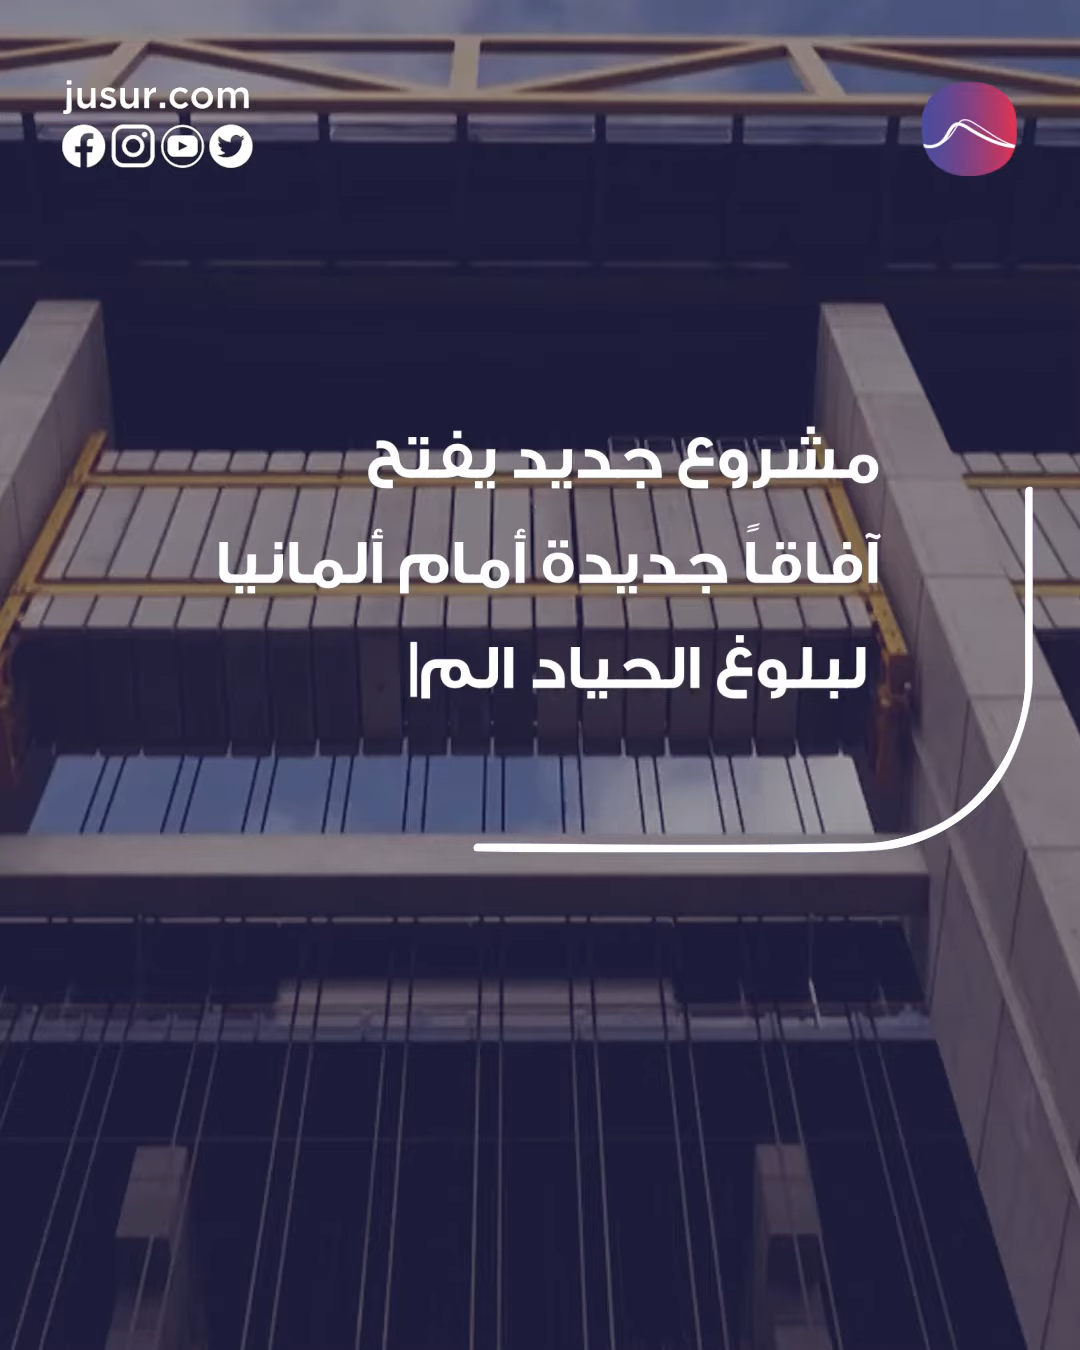 jusur.com
مشروع جديد يفتح
آفاقاً جديدة أمام ألمانيا
لبلوغ الحياد الم